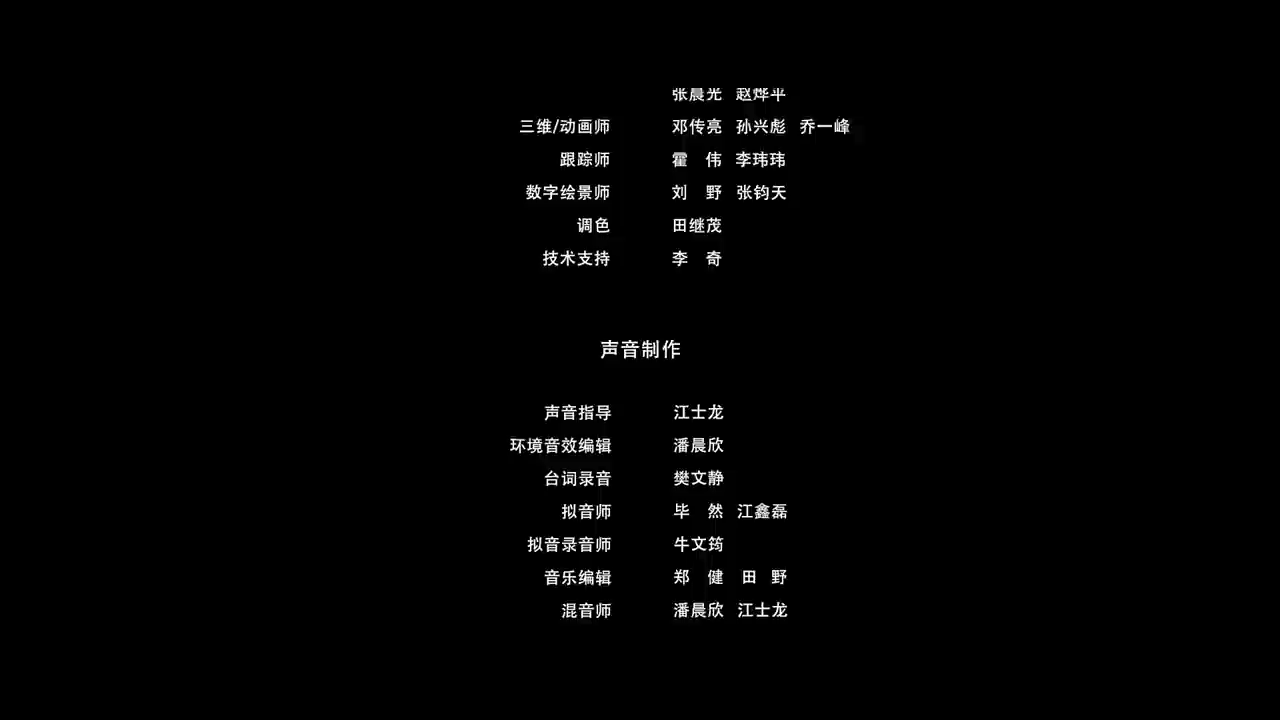 张晨光 赵烨平
三维/动画师 邓传亮 孙兴彪 乔一峰
跟踪师 霍 伟 李玮玮
数字绘景师 刘 野 张钧天
调色 田继茂
技术支持 李 奇
声音制作
声音指导 江士龙
环境音效编辑 潘晨欣
台词录音 樊文静
拟音师 毕 然 江鑫磊
拟音录音师 牛文筠
音乐编辑 郑 健 田 野
混音师 潘晨欣 江士龙